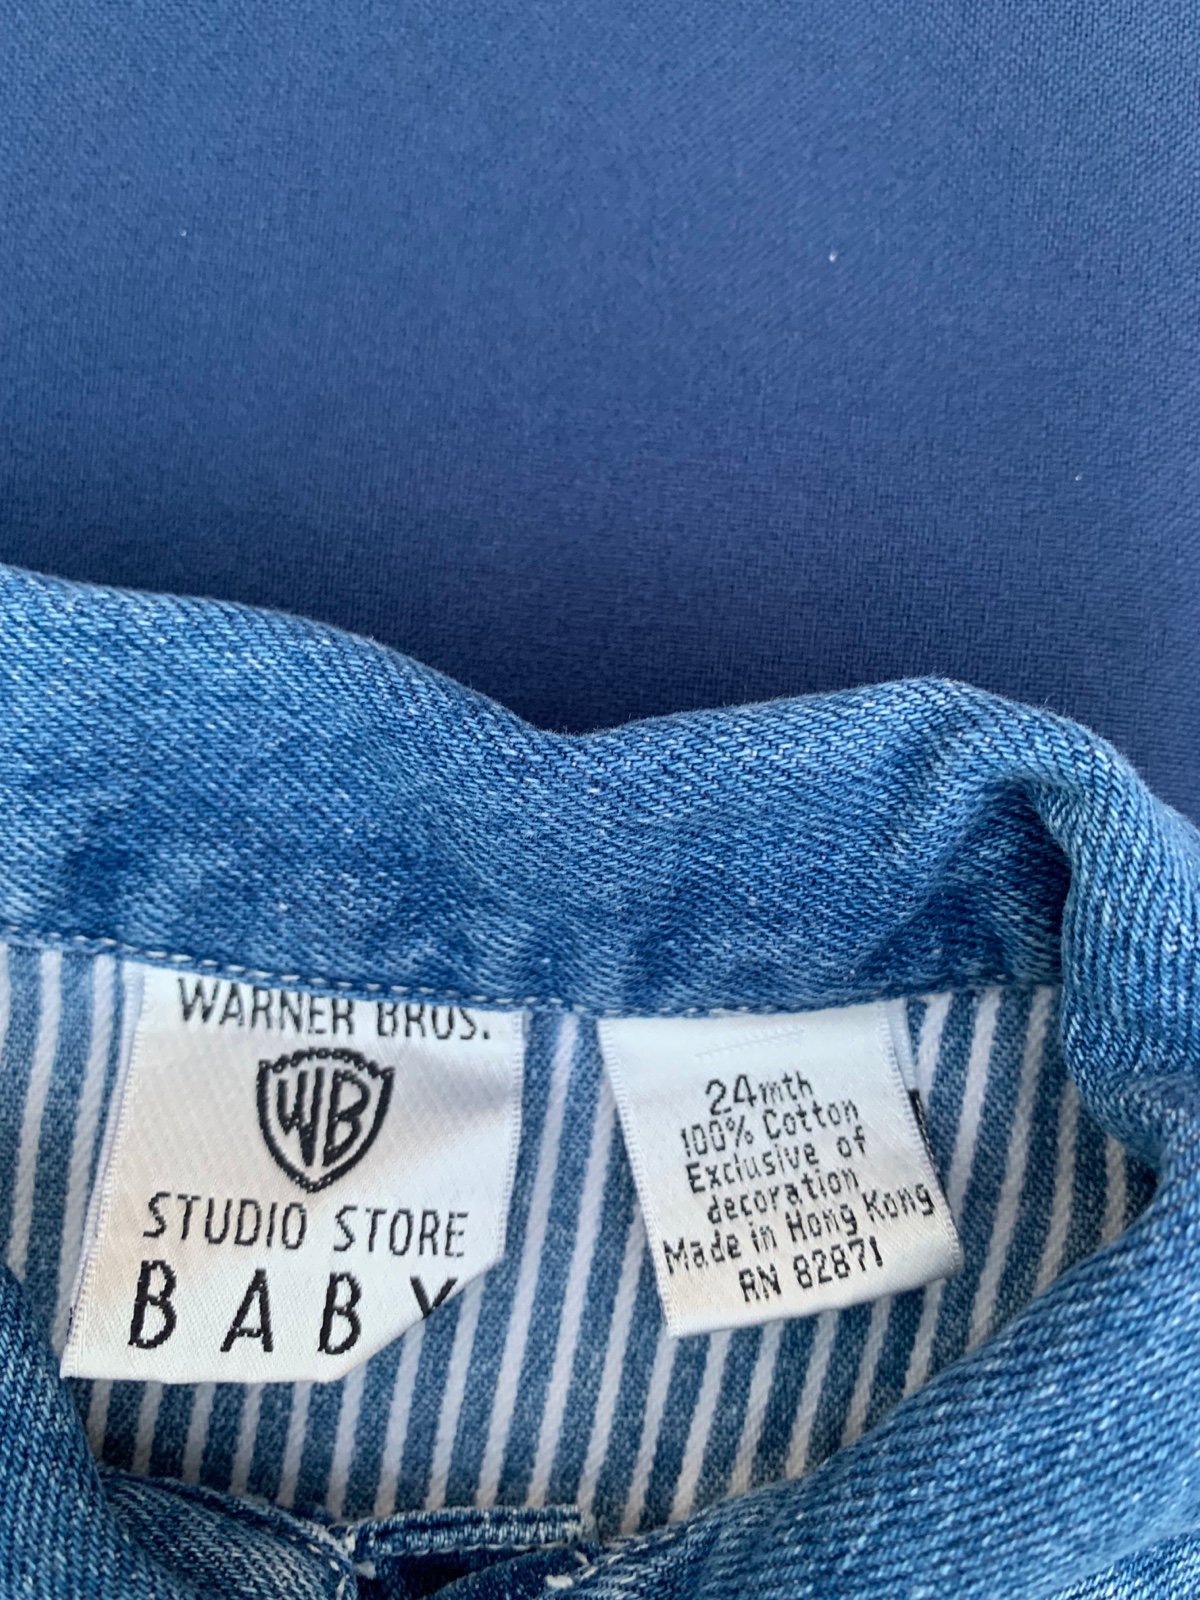 WARNER BROS.
WB
STUDIO STORE
BABY
24mth
100% Cotton
Exclusive of
decoration
Made in Hong Kong
RN 82871